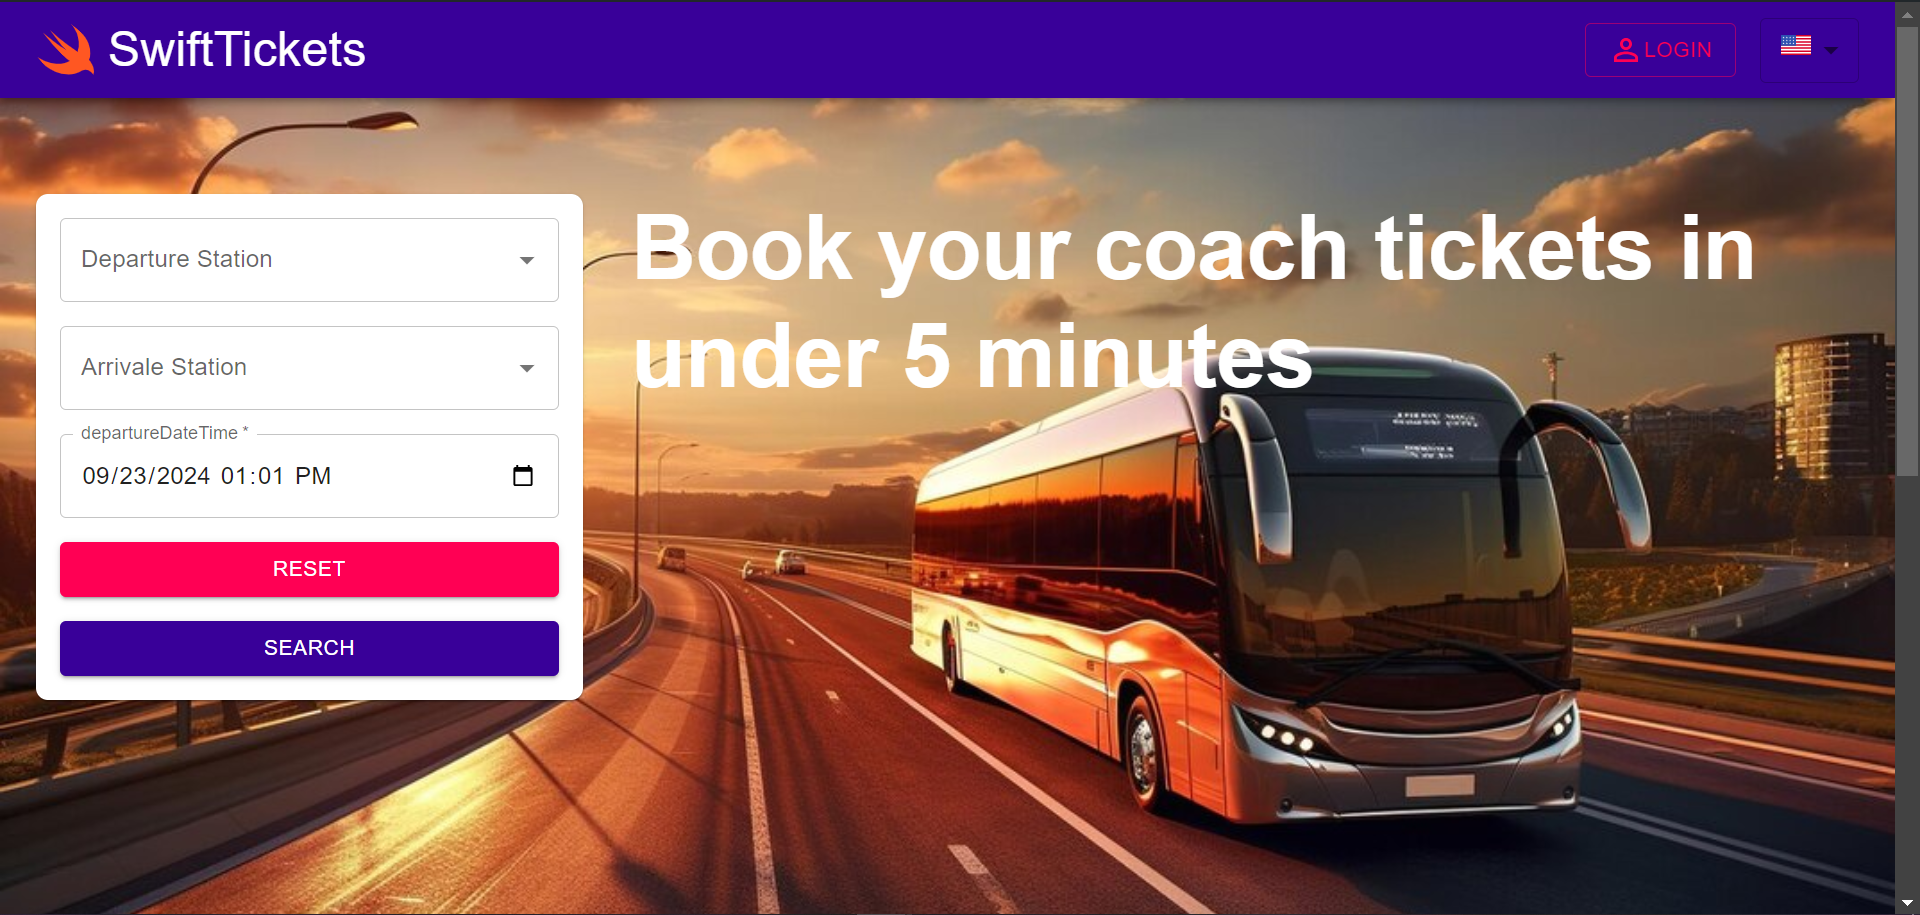 SwiftTickets
LOGIN
Departure Station
Arrivale Station
departureDateTime *
09/23/2024 01:01 PM
RESET
SEARCH
Book your coach tickets in
under 5 minutes